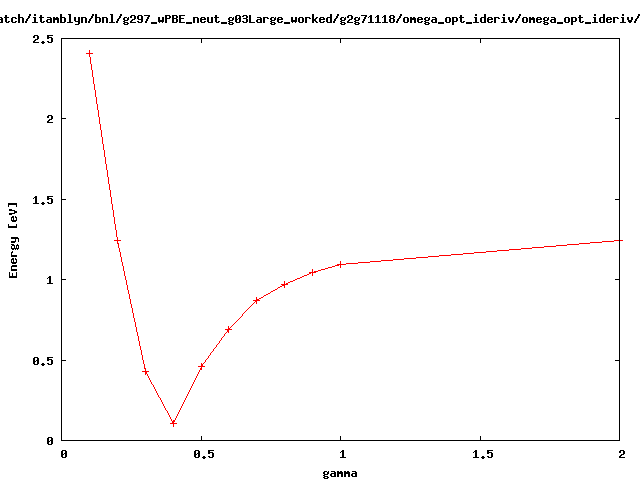 atch/itamblyn/bnl/g297_wPBE_neut_g03Large_worked/g2g71118/omega_opt_ideriv/omega_opt_ideriv/
2.5
2
1.5
1
0.5
0
Energy [eV]
0 0.5 1 1.5 2
gamma